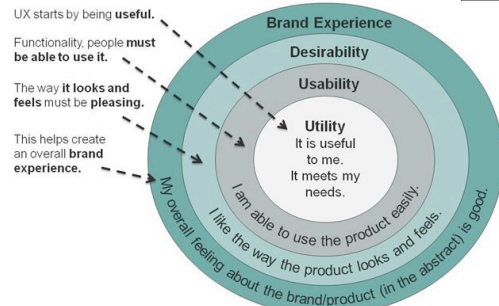 UX starts by being useful.
Functionality, people must
be able to use it.
The way it looks and
feels must be pleasing.
This helps create
an overall brand
experience.
Brand Experience
Desirability
Usability
Utility
It is useful
to me.
It meets my
needs.
I am able to use the product easily.
I like the way the product looks and feels.
My overall feeling about the brand/product (in the abstract) is good.